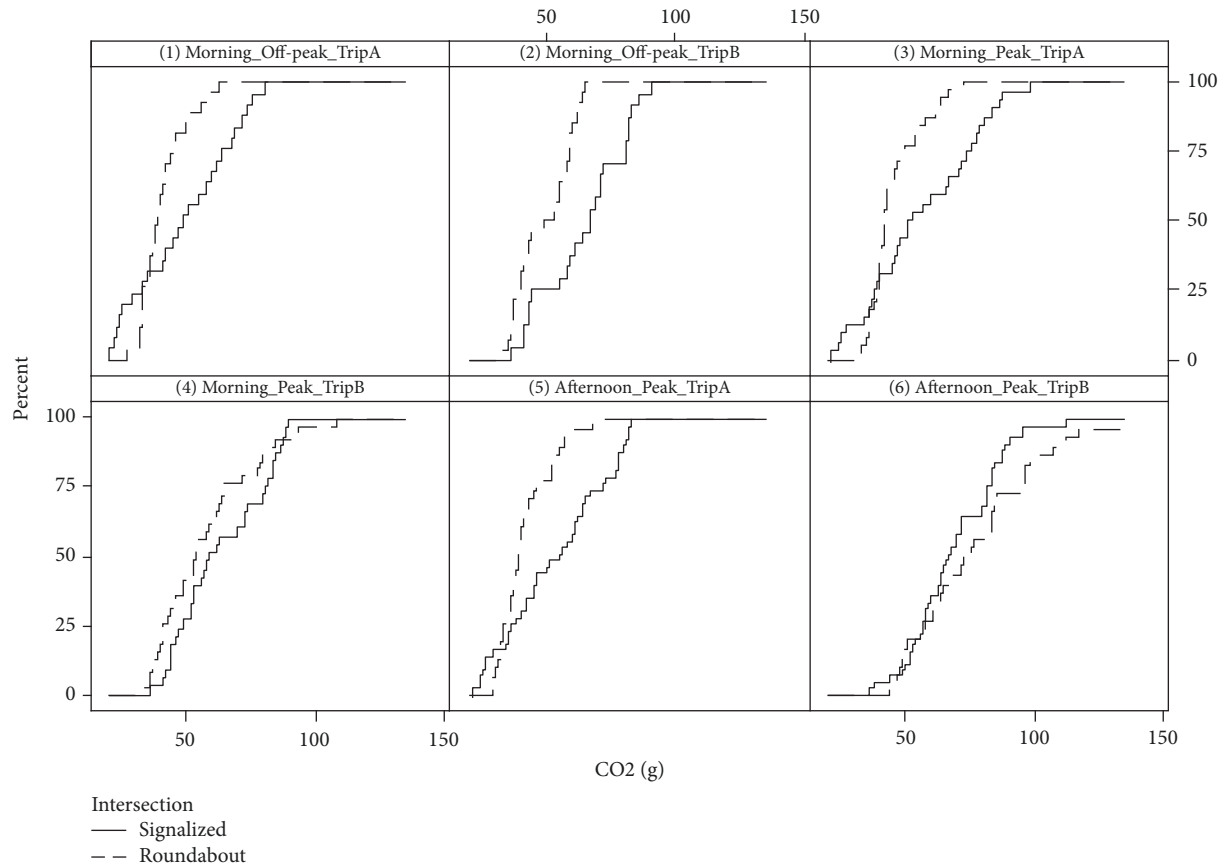 50 100 150
(1) Morning_Off-peak_TripA (2) Morning_Off-peak_TripB (3) Morning_Peak_TripA
100
75
50
25
0
(4) Morning_Peak_TripB (5) Afternoon_Peak_TripA (6) Afternoon_Peak_TripB
Percent
100
75
50
25
0
50 100 150 50 100 150
CO2 (g)
Intersection
Signalized
Roundabout